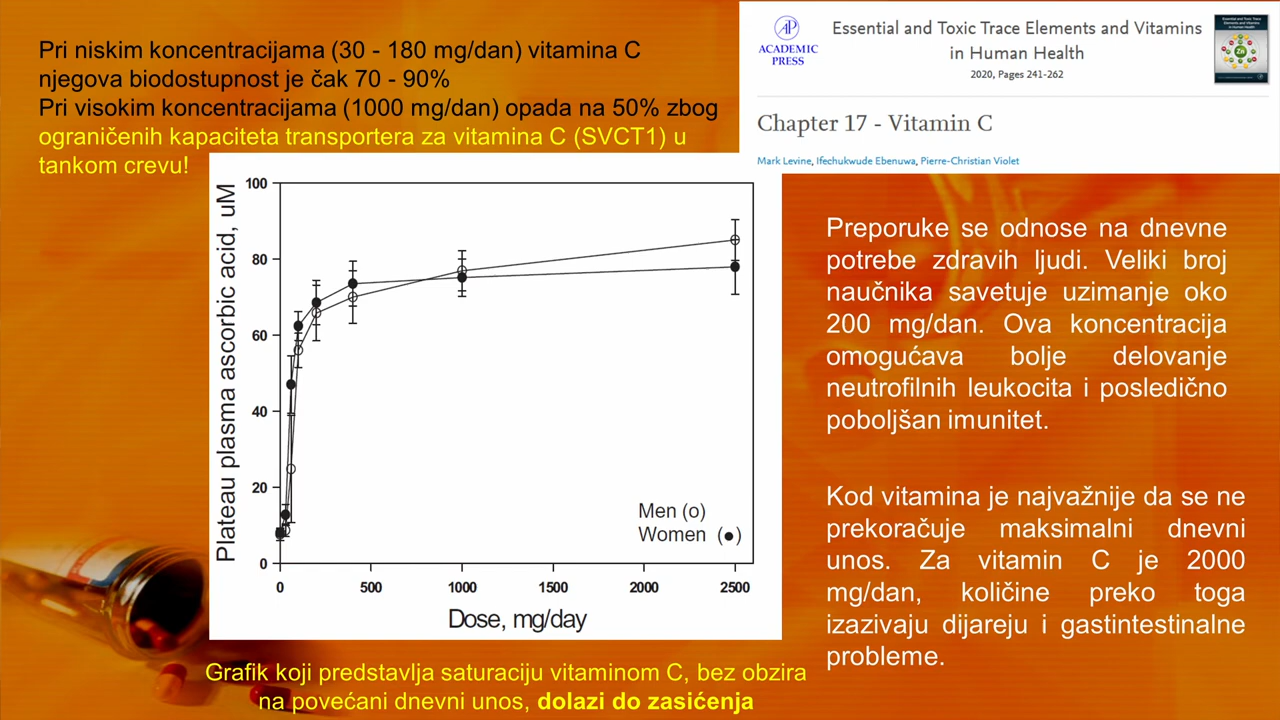 Pri niskim koncentracijama (30 - 180 mg/dan) vitamina C
njegova biodostupnost je čak 70 - 90%
Pri visokim koncentracijama (1000 mg/dan) opada na 50% zbog
ograničenih kapaciteta transportera za vitamina C (SVCT1) u
tankom crevu!
ACADEMIC
PRESS
Essential and Toxic Trace Elements and Vitamins
in Human Health
2020, Pages 241-262
Chapter 17 - Vitamin C
Mark Levine, Ifechukwude Ebenuwa, Pierre-Christian Violet
Plateau plasma ascorbic acid, uM
100
80
60
40
20
0
Men (o)
Women (●)
0 500 1000 1500 2000 2500
Dose, mg/day
Grafik koji predstavlja saturaciju vitaminom C, bez obzira
na povećani dnevni unos, dolazi do zasićenja
Preporuke se odnose na dnevne
potrebe zdravih ljudi. Veliki broj
naučnika savetuje uzimanje oko
200 mg/dan. Ova koncentracija
omogućava bolje delovanje
neutrofilnih leukocita i posledično
poboljšan imunitet.
Kod vitamina je najvažnije da se ne
prekoračuje maksimalni dnevni
unos. Za vitamin C je 2000
mg/dan, količine preko toga
izazivaju dijareju i gastintestinalne
probleme.